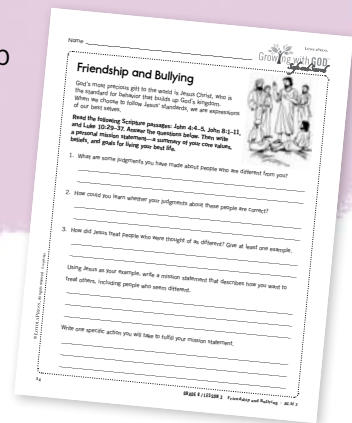 Name
Growing with GOD
Safe and Sacred
Friendship and Bullying
God's most precious gift to the world is Jesus Christ, who is
the standard for behavior that builds up God's kingdom.
When we choose to follow Jesus' standards, we are expressions
of our best selves.
Read the following Scripture passages: John 4:4–5, John 8:1–11,
and Luke 10:29–37. Answer the questions below. Then write
a personal mission statement—a summary of your core values,
beliefs, and goals for living your best life.
1. What are some judgments you have made about people who are different from you?
2. How could you learn whether your judgments about these people are correct?
3. How did Jesus treat people who were thought of as different? Give at least one example.
Using Jesus as your example, write a mission statement that describes how you want to
treat others, including people who seem different.
Write one specific action you will take to fulfill your mission statement.
GRADE 8 / LESSON 2 Friendship and Bullying